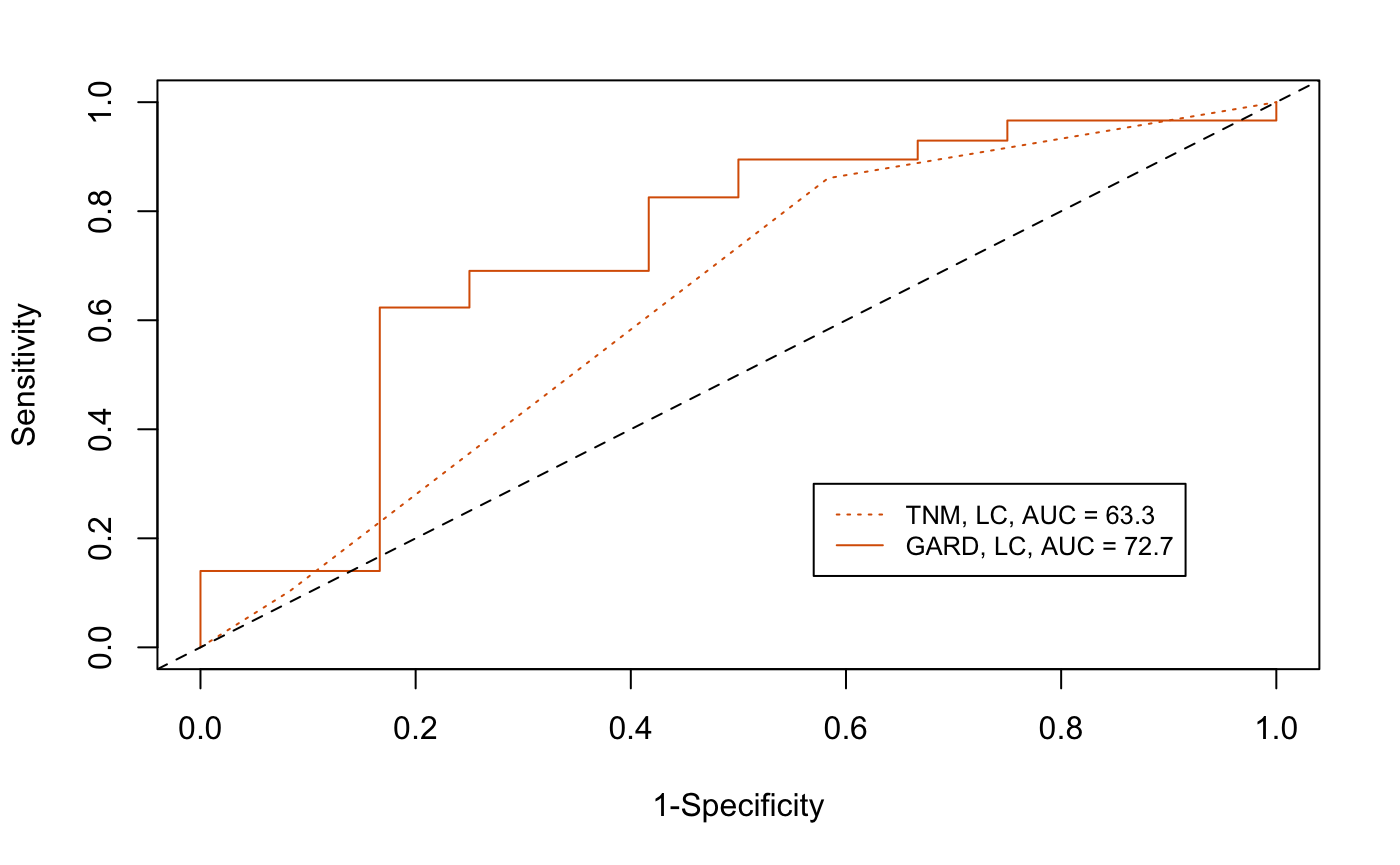 1.0
0.8
0.6
0.4
0.2
0.0
Sensitivity
TNM, LC, AUC = 63.3
GARD, LC, AUC = 72.7
0.0 0.2 0.4 0.6 0.8 1.0
1-Specificity